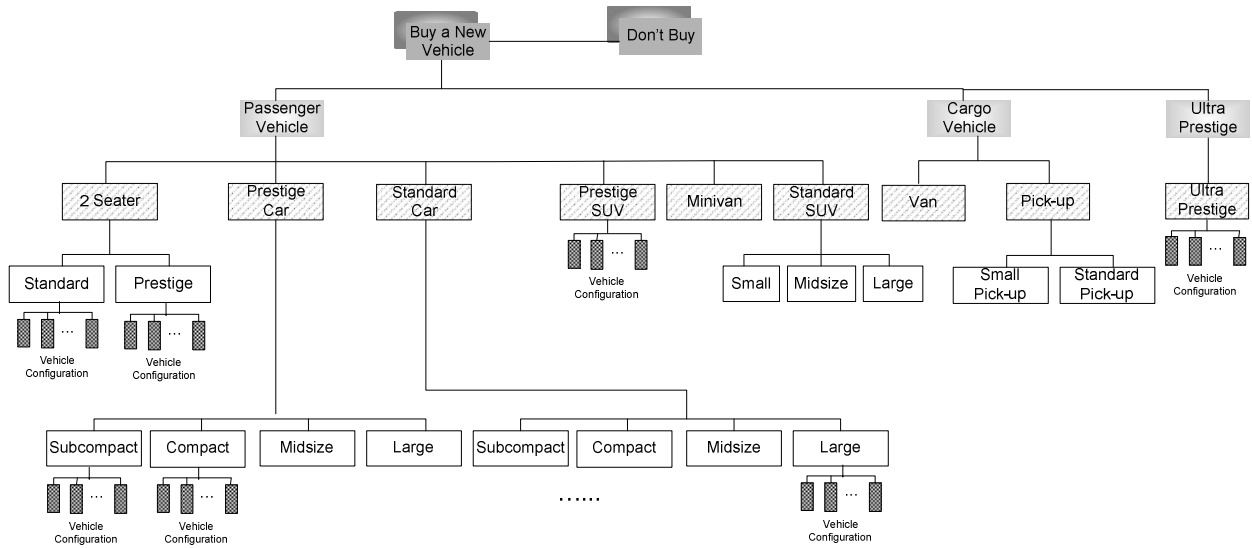 Buy a New
Vehicle
Don't Buy
Passenger
Vehicle
Cargo
Vehicle
Ultra
Prestige
2 Seater
Prestige
Car
Standard
Car
Prestige
SUV
Minivan
Standard
SUV
Van
Pick-up
Ultra
Prestige
...
Vehicle
Configuration
...
Vehicle
Configuration
Standard
Prestige
Small
Midsize
Large
Small
Pick-up
Standard
Pick-up
...
Vehicle
Configuration
...
Vehicle
Configuration
Subcompact
Compact
Midsize
Large
Subcompact
Compact
Midsize
Large
...
Vehicle
Configuration
...
Vehicle
Configuration
......
...
Vehicle
Configuration